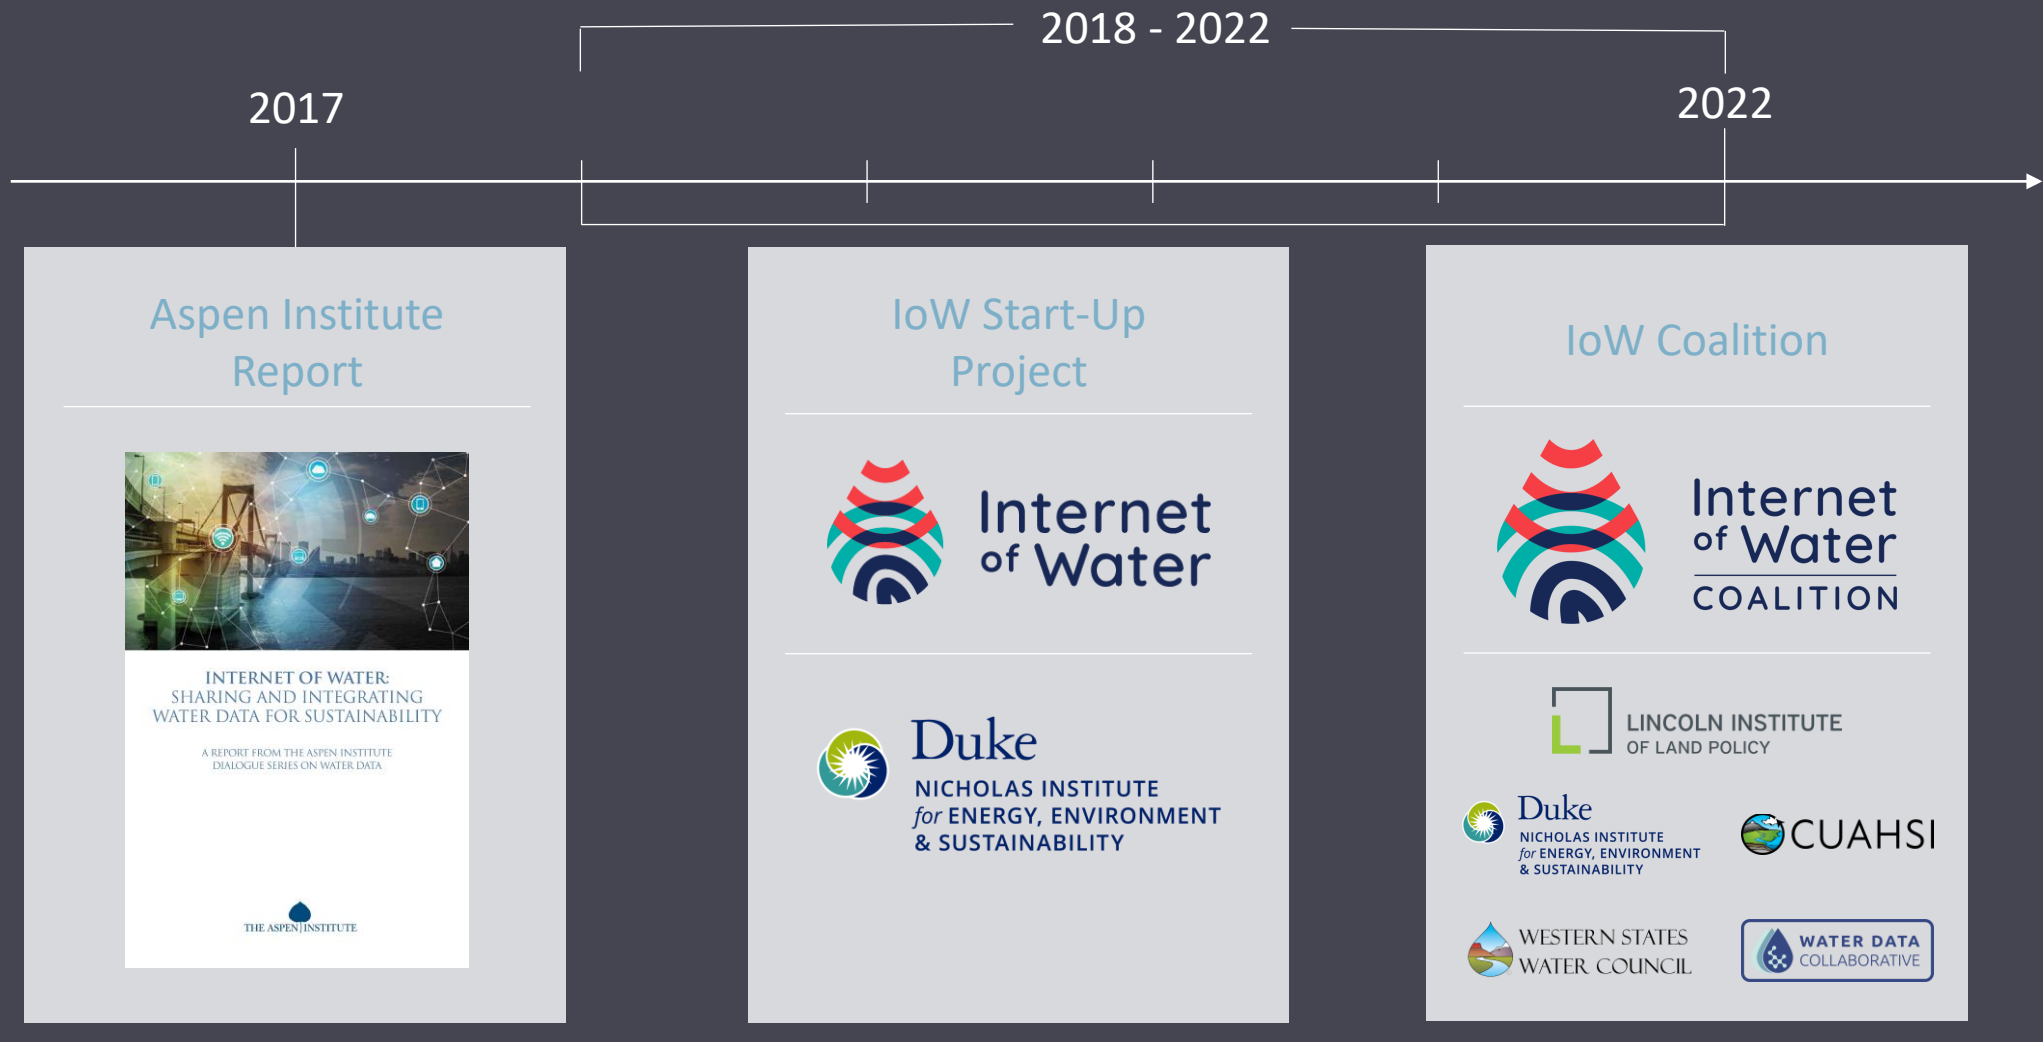 2018 - 2022
2017
2022
Aspen Institute
Report
INTERNET OF WATER:
SHARING AND INTEGRATING
WATER DATA FOR SUSTAINABILITY
A REPORT FROM THE ASPEN INSTITUTE
DIALOGUE SERIES ON WATER DATA
THE ASPEN INSTITUTE
IoW Start-Up
Project
Internet
of Water
Duke
NICHOLAS INSTITUTE
for ENERGY, ENVIRONMENT
& SUSTAINABILITY
IoW Coalition
Internet
of Water
COALITION
LINCOLN INSTITUTE
OF LAND POLICY
Duke
NICHOLAS INSTITUTE
for ENERGY, ENVIRONMENT
& SUSTAINABILITY
CUAHSI
WESTERN STATES
WATER COUNCIL
WATER DATA
COLLABORATIVE